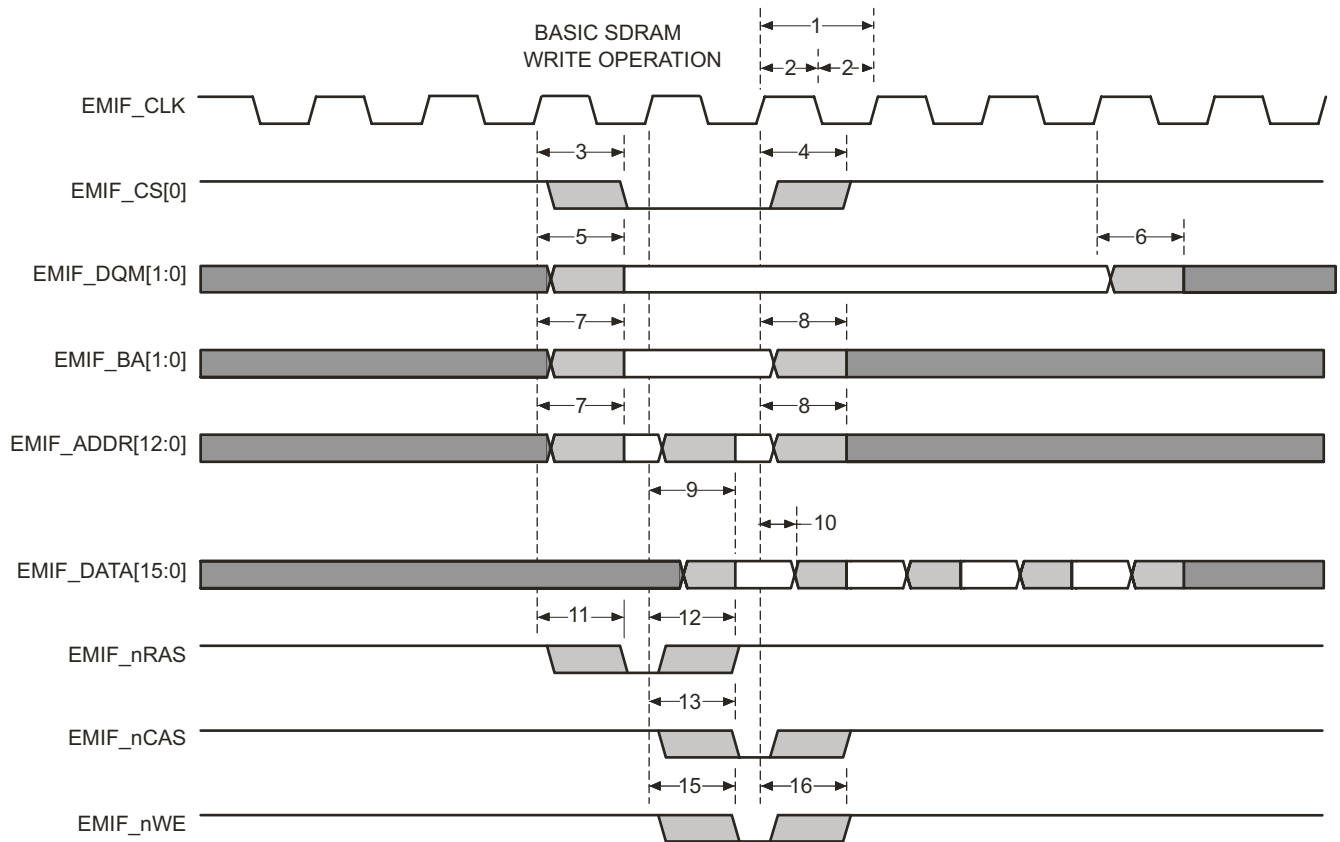 BASIC SDRAM
WRITE OPERATION
1
2 2
EMIF_CLK
3 4
EMIF_CS[0]
5 6
EMIF_DQM[1:0]
7 8
EMIF_BA[1:0]
7 8
EMIF_ADDR[12:0]
9 10
EMIF_DATA[15:0]
11 12
EMIF_nRAS
13
EMIF_nCAS
15 16
EMIF_nWE